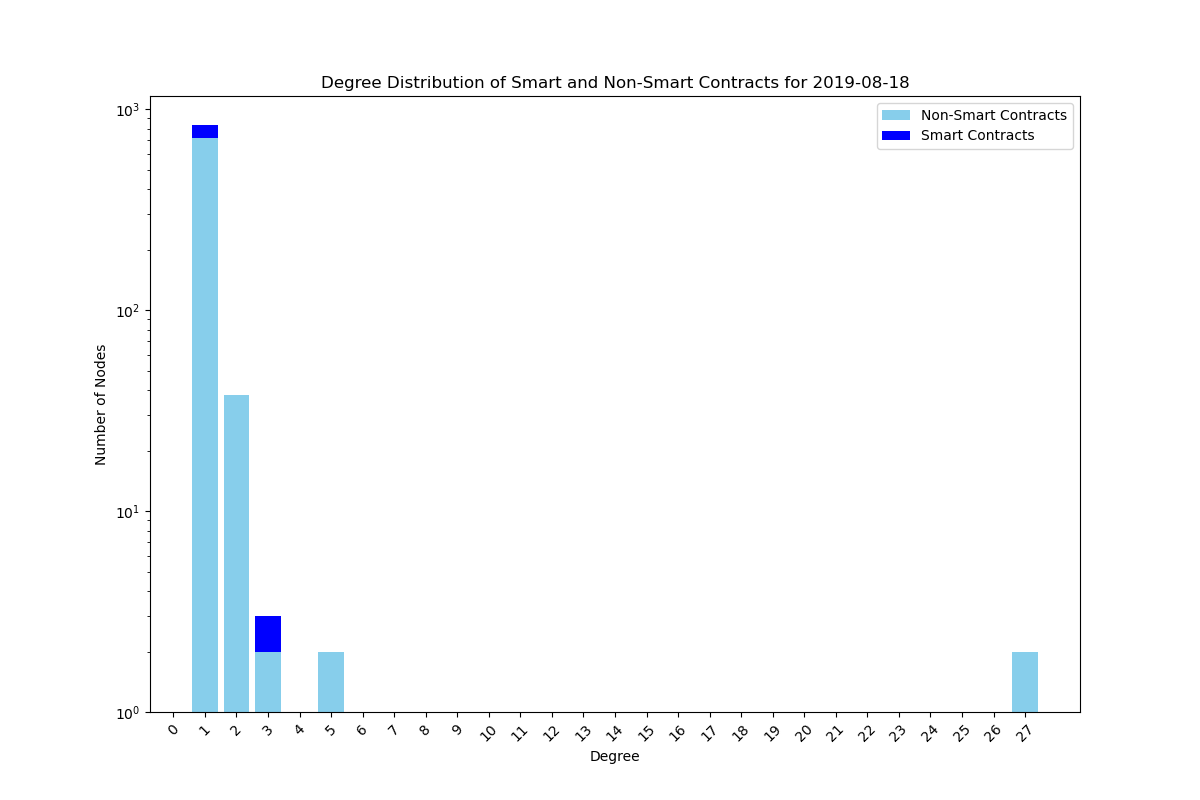 Degree Distribution of Smart and Non-Smart Contracts for 2019-08-18
Non-Smart Contracts
Smart Contracts
Number of Nodes
10³
10²
10¹
10⁰
0 1 2 3 4 5 6 7 8 9 10 11 12 13 14 15 16 17 18 19 20 21 22 23 24 25 26 27
Degree